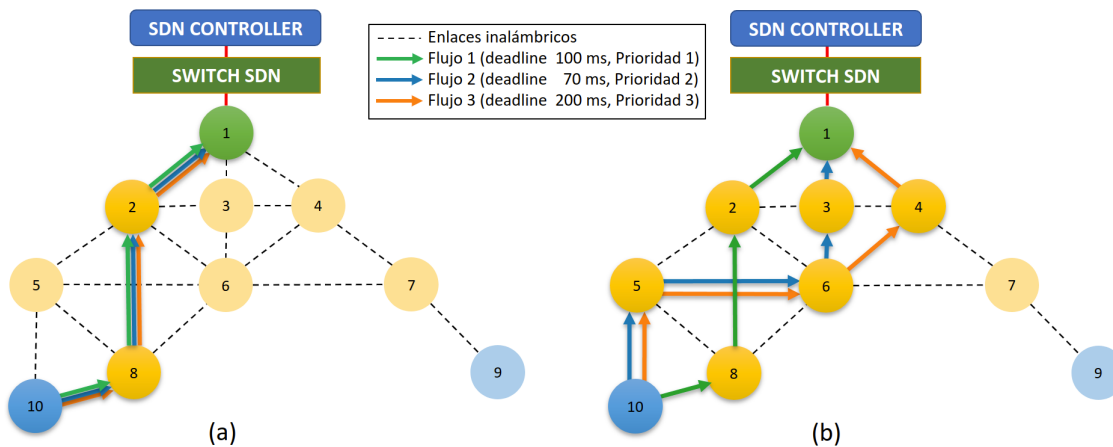 SDN CONTROLLER
SWITCH SDN
1
2
3
4
5
6
7
8
9
10
(a)
Enlaces inalámbricos
Flujo 1 (deadline 100 ms, Prioridad 1)
Flujo 2 (deadline 70 ms, Prioridad 2)
Flujo 3 (deadline 200 ms, Prioridad 3)
SDN CONTROLLER
SWITCH SDN
1
2
3
4
5
6
7
8
9
10
(b)